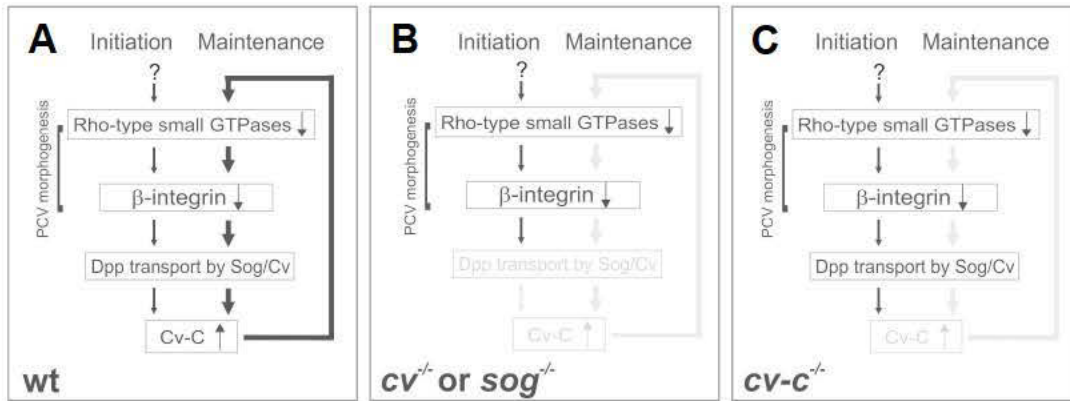 A
Initiation Maintenance
?
Rho-type small GTPases
β-integrin
Dpp transport by Sog/Cv
Cv-C
PCV morphogenesis
wt
B
Initiation Maintenance
?
Rho-type small GTPases
β-integrin
Dpp transport by Sog/Cv
Cv-C
PCV morphogenesis
cv-/- or sog-/-
C
Initiation Maintenance
?
Rho-type small GTPases
β-integrin
Dpp transport by Sog/Cv
Cv-C
PCV morphogenesis
cv-c-/-